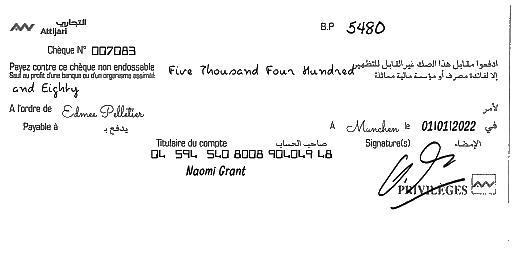 التجاري
Attijari
B.P 5480
Chèque N° 007083
Payez contre ce chèque non endossable
Sauf au profit d'une banque ou d'un organisme assimilé
Five Thousand Four Hundred
ادفعوا مقابل هذا الصك غير القابل للتظهير
إلا لفائدة مصرف أو مؤسسة مالية مماثلة
and Eighty
A l'ordre de Edmee Pelletier
لأمر
Payable à
يدفع بـ
A Munchen le 01/01/2022 في
Titulaire du compte صاحب الحساب
Signature(s) الإمضاء
04 594 540 8008 904049 48
Naomi Grant
PRIVILÈGES